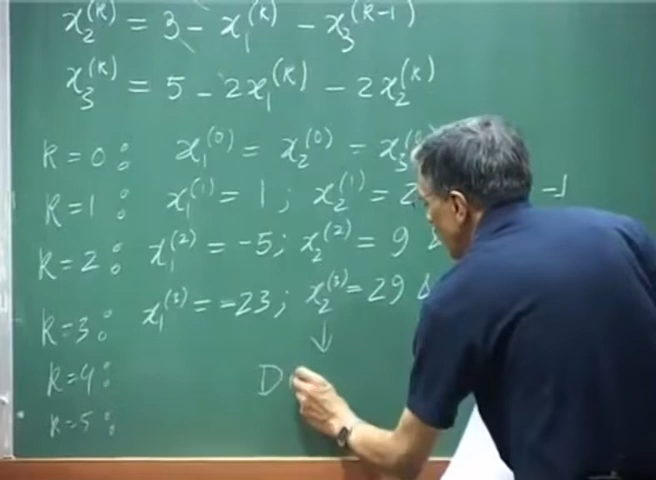 x₂⁽ᵏ⁾ = 3 - x₁⁽ᵏ⁾ - x₃⁽ᵏ⁻¹⁾
x₃⁽ᵏ⁾ = 5 - 2x₁⁽ᵏ⁾ - 2x₂⁽ᵏ⁾
k=0: x₁⁽⁰⁾ = x₂⁽⁰⁾ = x₃⁽⁰⁾
k=1: x₁⁽¹⁾ = 1; x₂⁽¹⁾ = 2 -1
k=2: x₁⁽²⁾ = -5; x₂⁽²⁾ = 9 &
k=3: x₁⁽³⁾ = -23; x₂⁽³⁾ = 29 &
k=4: ↓
D
k=5: